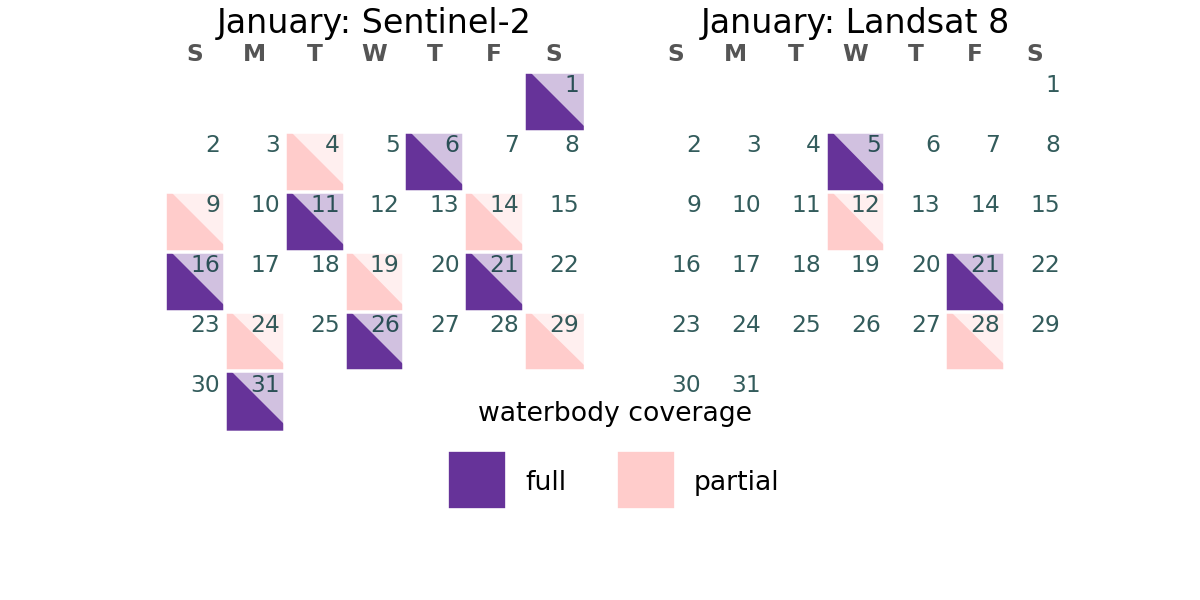 January: Sentinel-2
S M T W T F S
1
2 3 4 5 6 7 8
9 10 11 12 13 14 15
16 17 18 19 20 21 22
23 24 25 26 27 28 29
30 31
January: Landsat 8
S M T W T F S
1
2 3 4 5 6 7 8
9 10 11 12 13 14 15
16 17 18 19 20 21 22
23 24 25 26 27 28 29
30 31
waterbody coverage
full partial